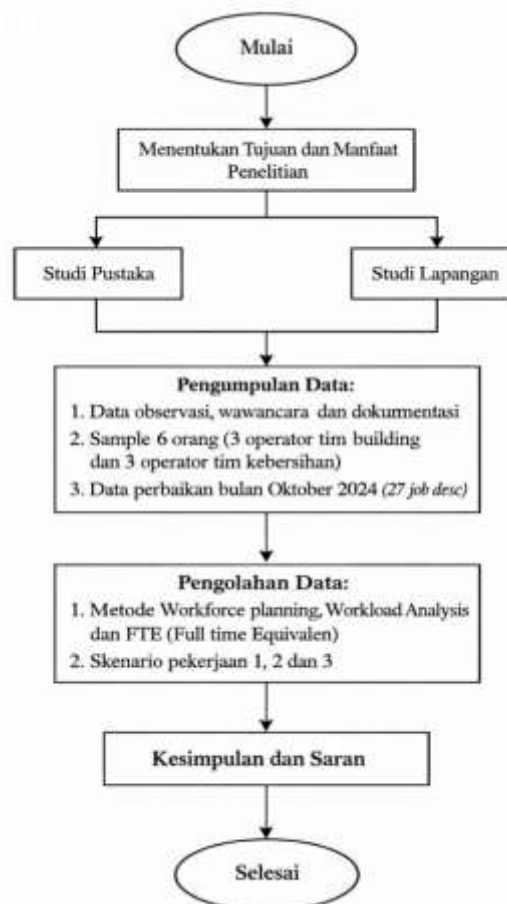 Mulai
Menentukan Tujuan dan Manfaat
Penelitian
Studi Pustaka
Studi Lapangan
Pengumpulan Data:
1. Data observasi, wawancara dan dokumentasi
2. Sample 6 orang (3 operator tim building
dan 3 operator tim kebersihan)
3. Data perbaikan bulan Oktober 2024 (27 job desc)
Pengolahan Data:
1. Metode Workforce planning, Workload Analysis
dan FTE (Full time Equivalen)
2. Skenario pekerjaan 1, 2 dan 3
Kesimpulan dan Saran
Selesai